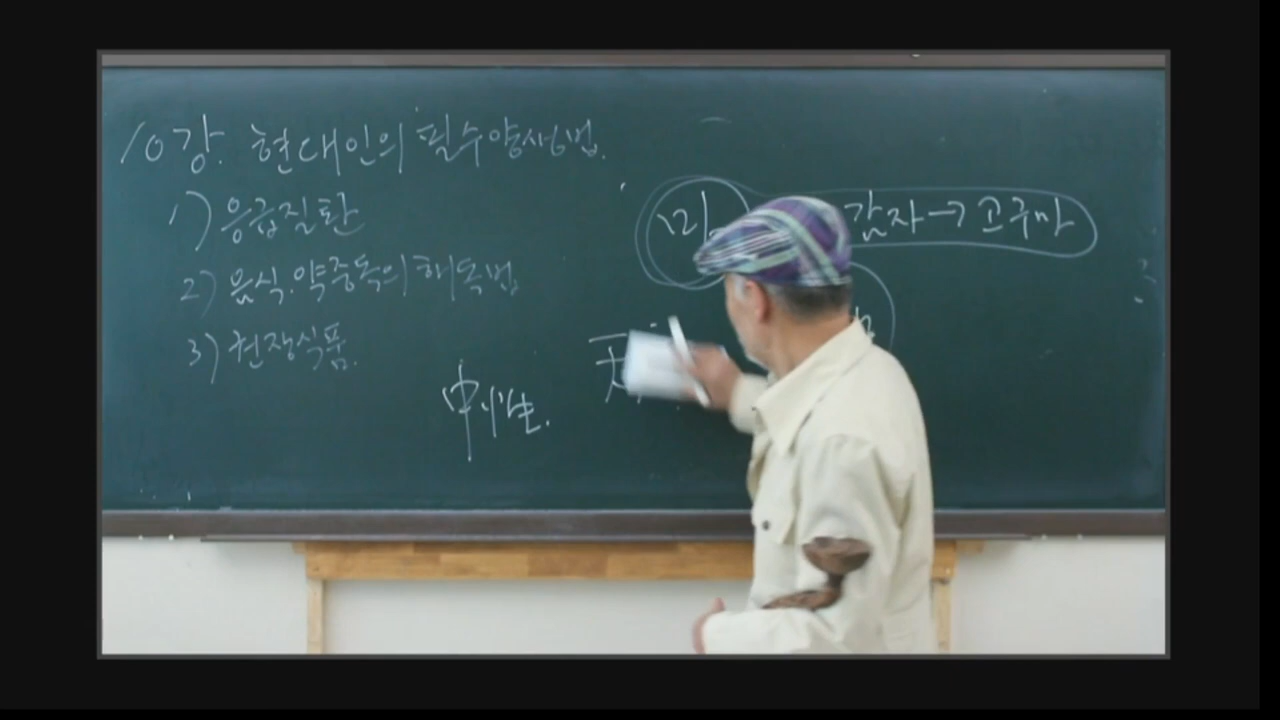 10강. 현대인의 필수양생법.
1) 응급질환
2) 음식.약중독의 해독법
3) 권장식품.
감자→고구마
中性.